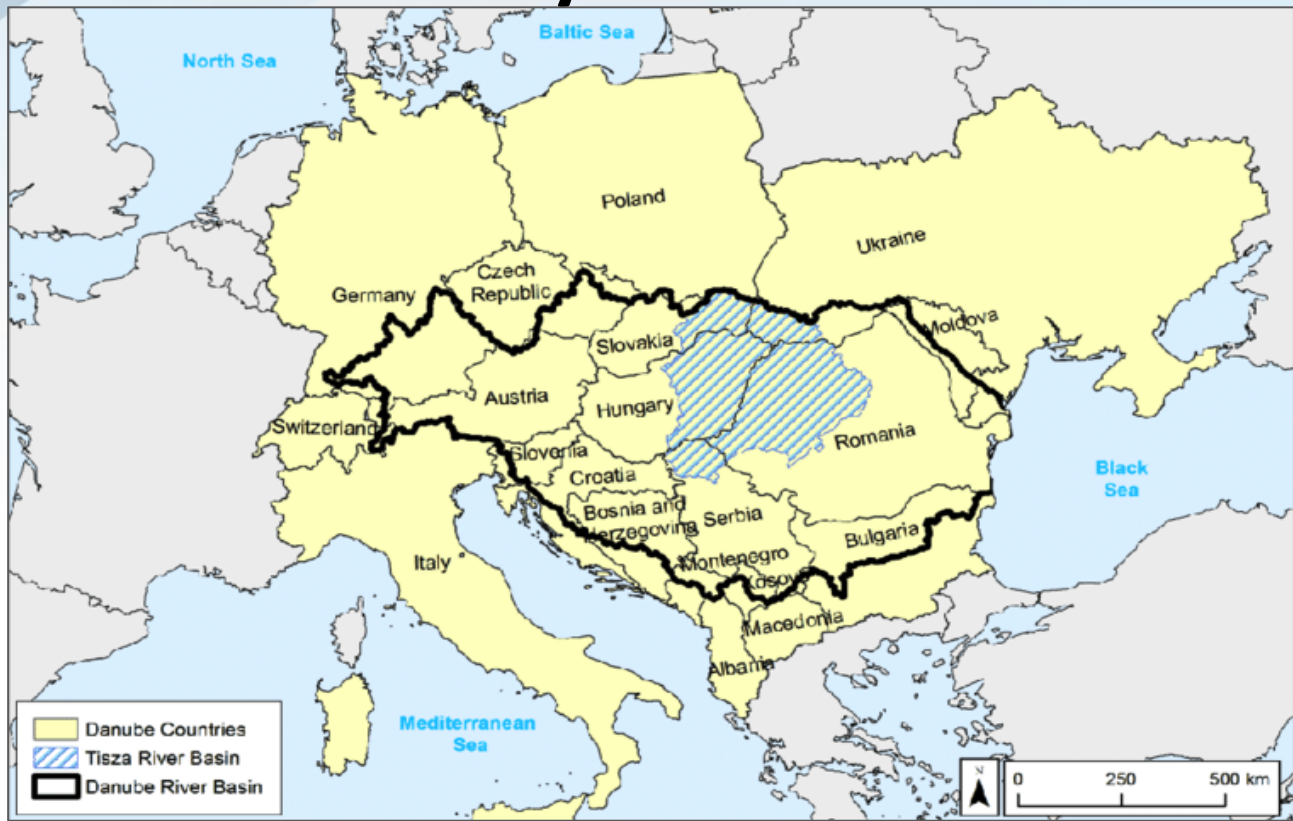 Baltic Sea
North Sea
Poland
Ukraine
Czech
Republic
Germany
Moldova
Slovakia
Austria
Hungary
Switzerland
Romania
Slovenia
Croatia
Black
Sea
Bosnia and
Herzegovina
Serbia
Bulgaria
Italy
Montenegro
Kosovo
Macedonia
Albania
Mediterranean
Sea
Danube Countries
Tisza River Basin
Danube River Basin
N
0 250 500 km